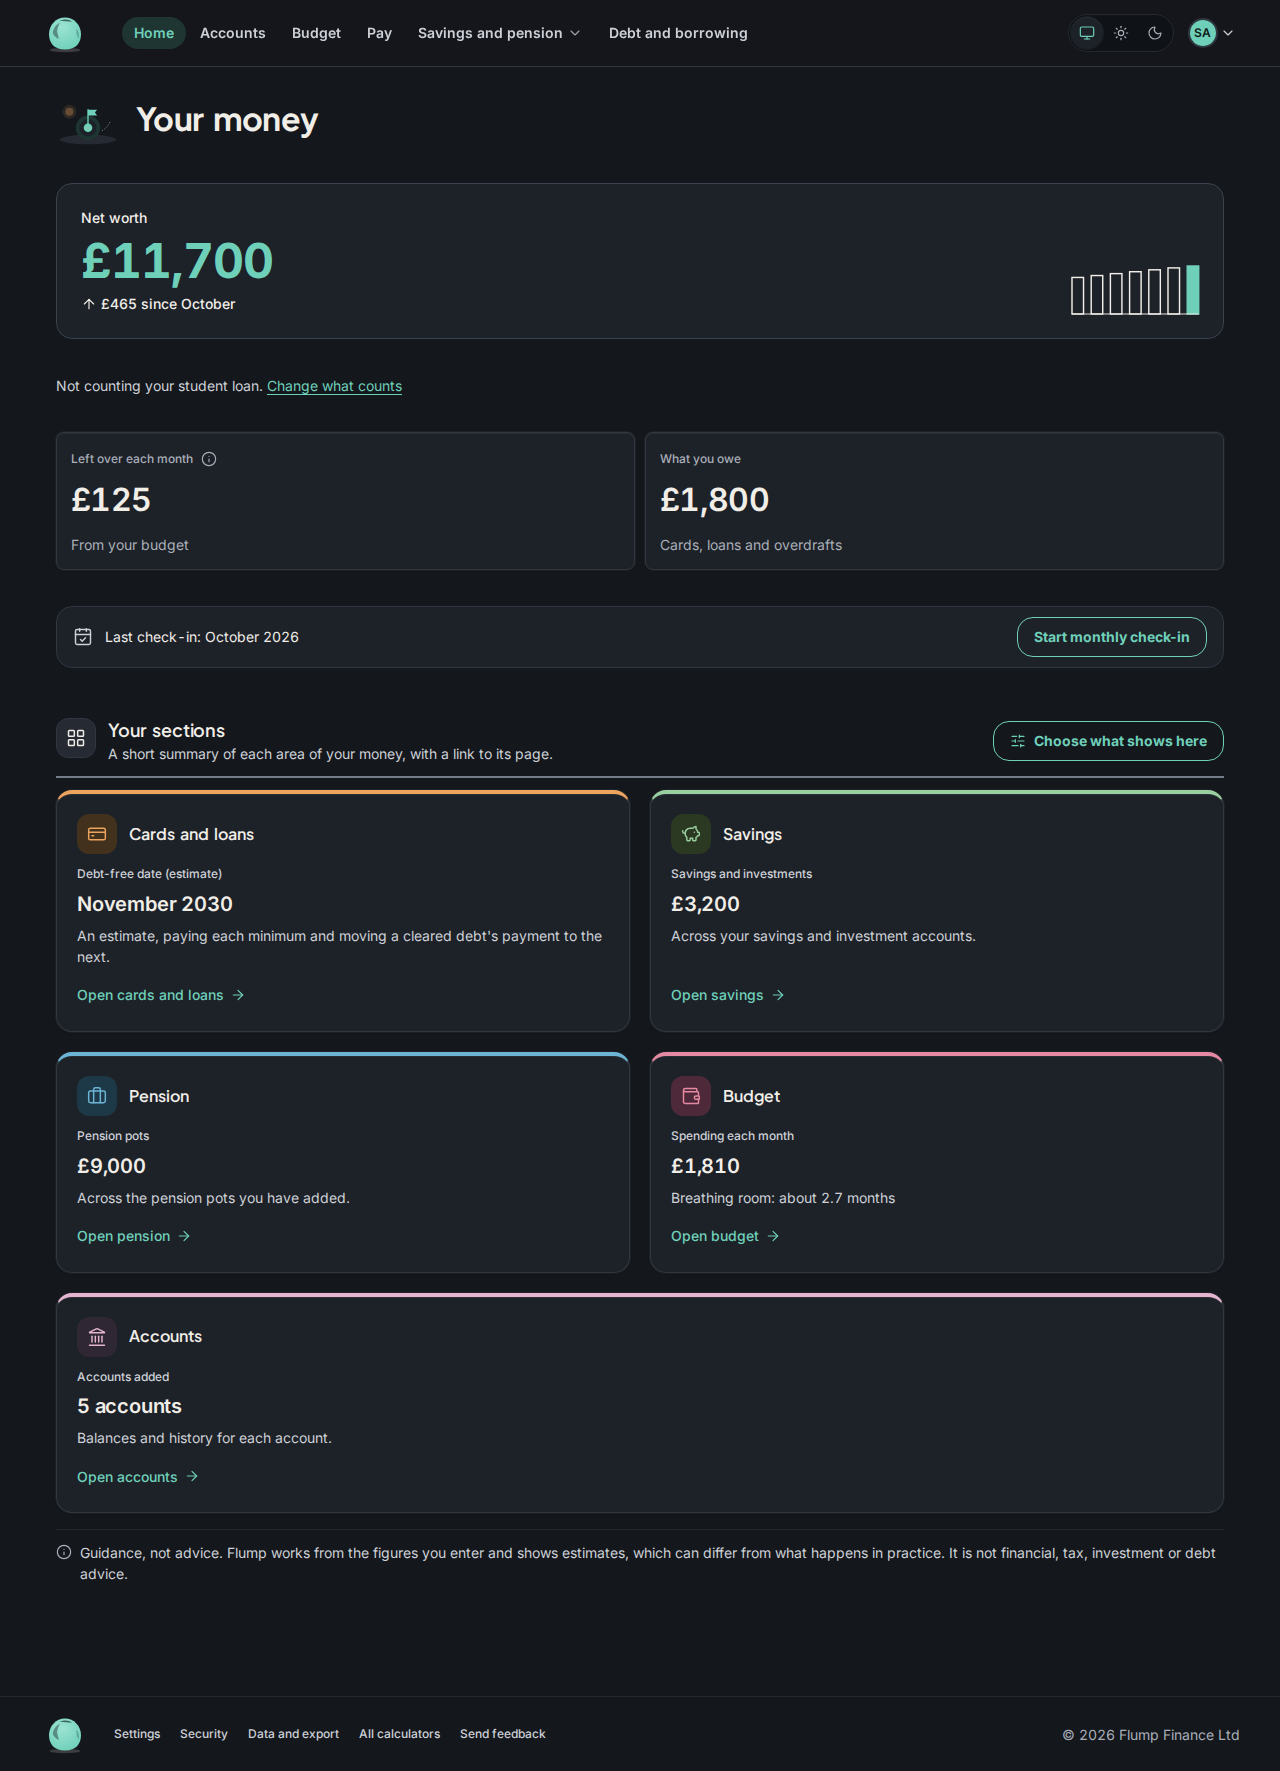 Home
Accounts
Budget
Pay
Savings and pension
Debt and borrowing
SA
Your money
Net worth
£11,700
£465 since October
Not counting your student loan. Change what counts
Left over each month
£125
From your budget
What you owe
£1,800
Cards, loans and overdrafts
Last check-in: October 2026
Start monthly check-in
Your sections
A short summary of each area of your money, with a link to its page.
Choose what shows here
Cards and loans
Debt-free date (estimate)
November 2030
An estimate, paying each minimum and moving a cleared debt's payment to the
next.
Open cards and loans
Savings
Savings and investments
£3,200
Across your savings and investment accounts.
Open savings
Pension
Pension pots
£9,000
Across the pension pots you have added.
Open pension
Budget
Spending each month
£1,810
Breathing room: about 2.7 months
Open budget
Accounts
Accounts added
5 accounts
Balances and history for each account.
Open accounts
Guidance, not advice. Flump works from the figures you enter and shows estimates, which can differ from what happens in practice. It is not financial, tax, investment or debt
advice.
Settings
Security
Data and export
All calculators
Send feedback
© 2026 Flump Finance Ltd